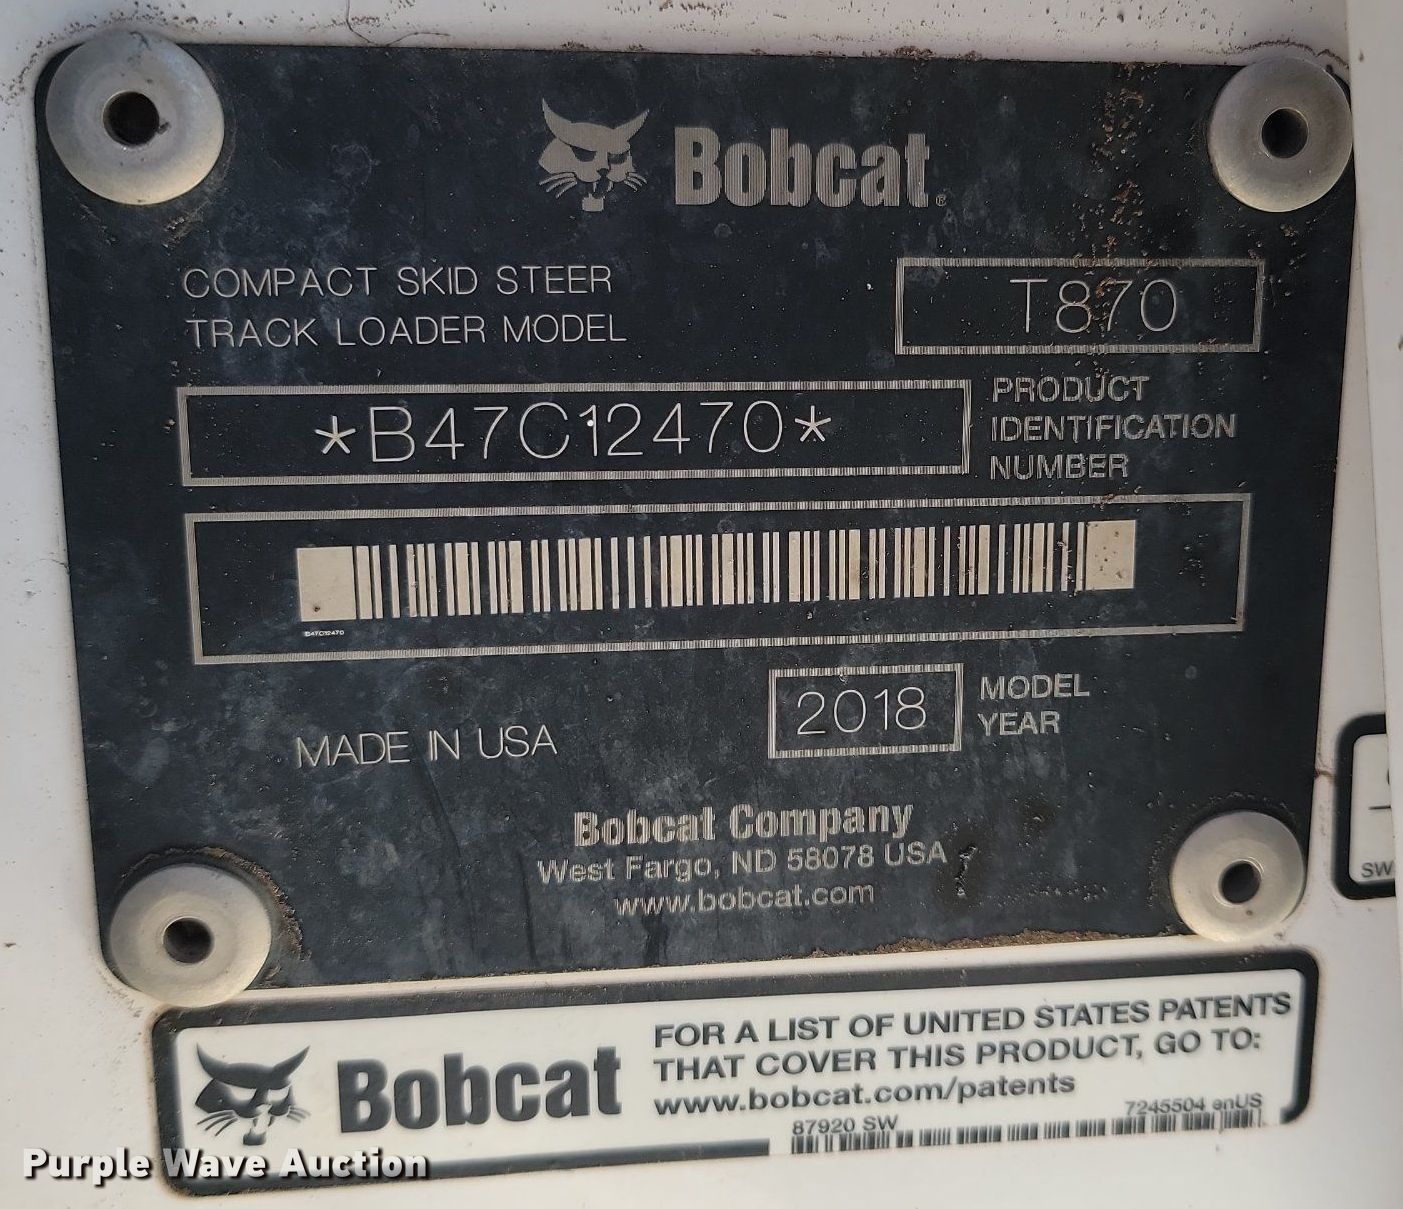 Bobcat®
COMPACT SKID STEER
TRACK LOADER MODEL
T870
*B47C12470*
PRODUCT
IDENTIFICATION
NUMBER
B47C12470
2018
MODEL
YEAR
MADE IN USA
Bobcat Company
West Fargo, ND 58078 USA
www.bobcat.com
SW
Bobcat
FOR A LIST OF UNITED STATES PATENTS
THAT COVER THIS PRODUCT, GO TO:
www.bobcat.com/patents
87920 SW
7245504 enUS
Purple Wave Auction